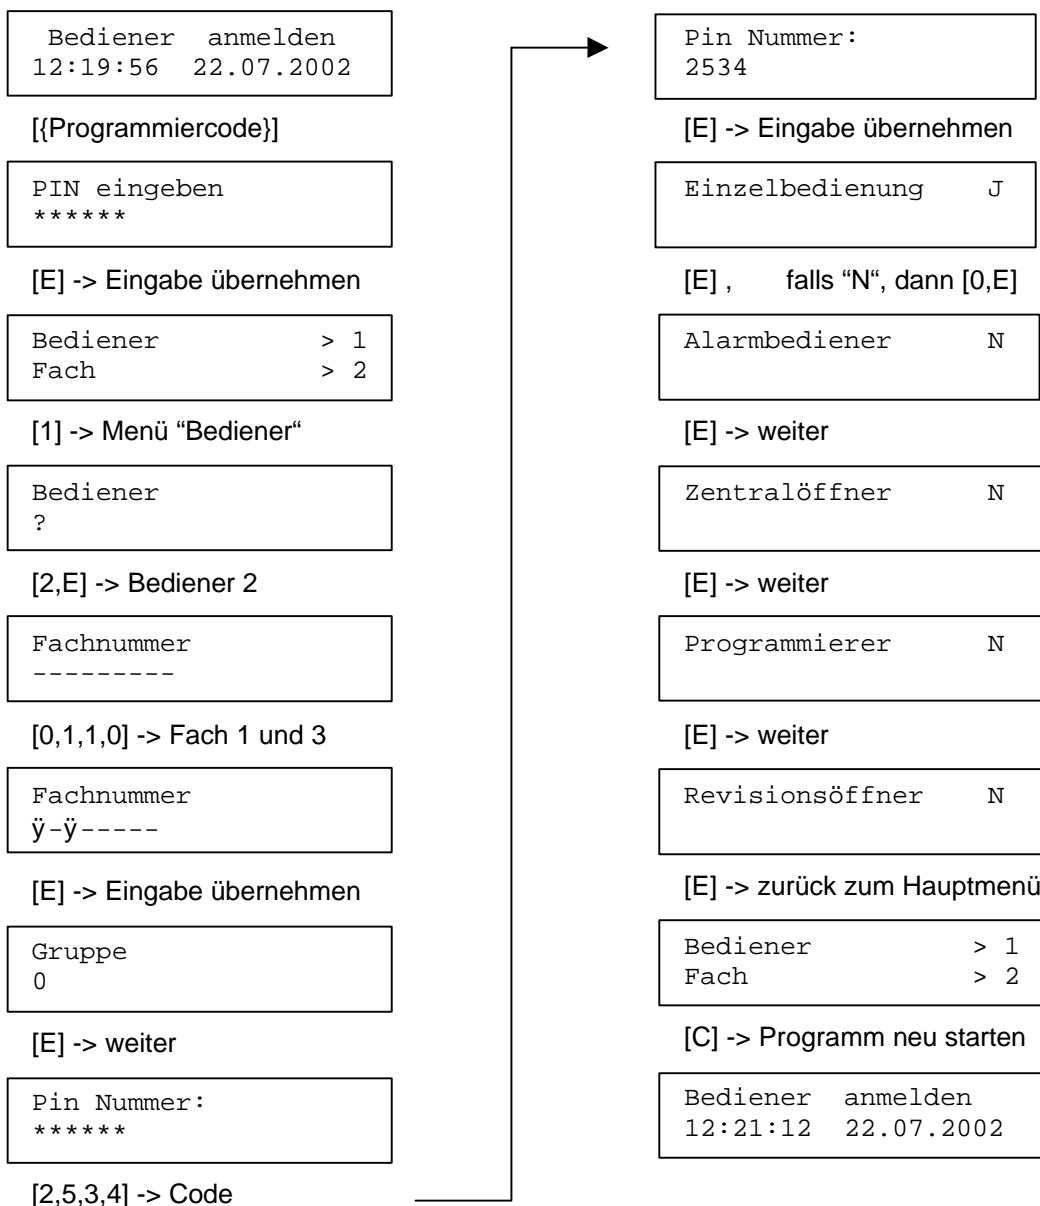 Bediener anmelden
12:19:56 22.07.2002
[{Programmiercode}]
PIN eingeben
******
[E] -> Eingabe übernehmen
Bediener > 1
Fach > 2
[1] -> Menü “Bediener“
Bediener
?
[2,E] -> Bediener 2
Fachnummer
---------
[0,1,1,0] -> Fach 1 und 3
Fachnummer
ÿ-ÿ-----
[E] -> Eingabe übernehmen
Gruppe
0
[E] -> weiter
Pin Nummer:
******
[2,5,3,4] -> Code
Pin Nummer:
2534
[E] -> Eingabe übernehmen
Einzelbedienung J
[E] , falls “N“, dann [0,E]
Alarmbediener N
[E] -> weiter
Zentralöffner N
[E] -> weiter
Programmierer N
[E] -> weiter
Revisionsöffner N
[E] -> zurück zum Hauptmenü
Bediener > 1
Fach > 2
[C] -> Programm neu starten
Bediener anmelden
12:21:12 22.07.2002